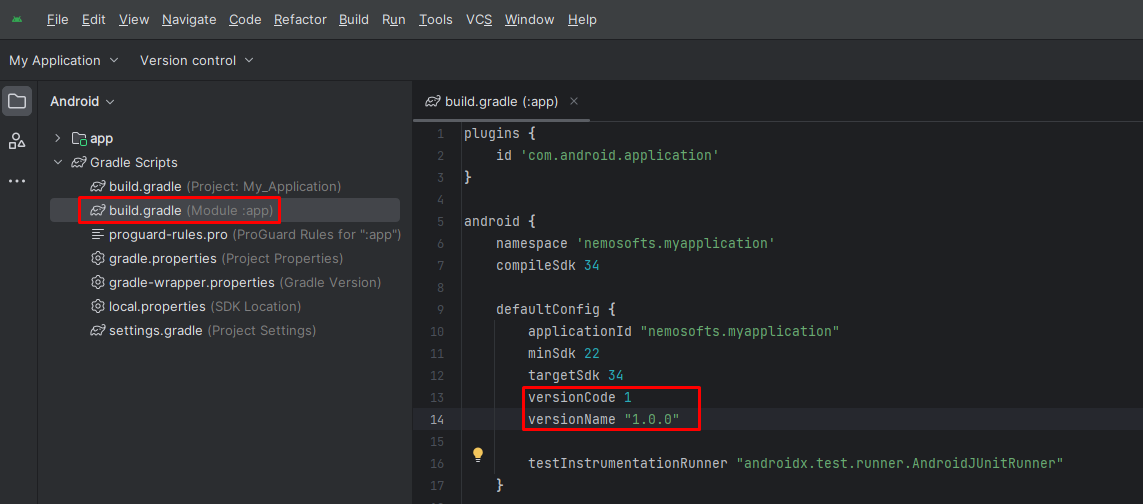 File Edit View Navigate Code Refactor Build Run Tools VCS Window Help
My Application Version control
Android
app
Gradle Scripts
build.gradle (Project: My_Application)
build.gradle (Module :app)
proguard-rules.pro (ProGuard Rules for ":app")
gradle.properties (Project Properties)
gradle-wrapper.properties (Gradle Version)
local.properties (SDK Location)
settings.gradle (Project Settings)
build.gradle (:app)
1 plugins {
2 id 'com.android.application'
3 }
4
5 android {
6 namespace 'nemosofts.myapplication'
7 compileSdk 34
8
9 defaultConfig {
10 applicationId "nemosofts.myapplication"
11 minSdk 22
12 targetSdk 34
13 versionCode 1
14 versionName "1.0.0"
15
16 testInstrumentationRunner "androidx.test.runner.AndroidJUnitRunner"
17 }